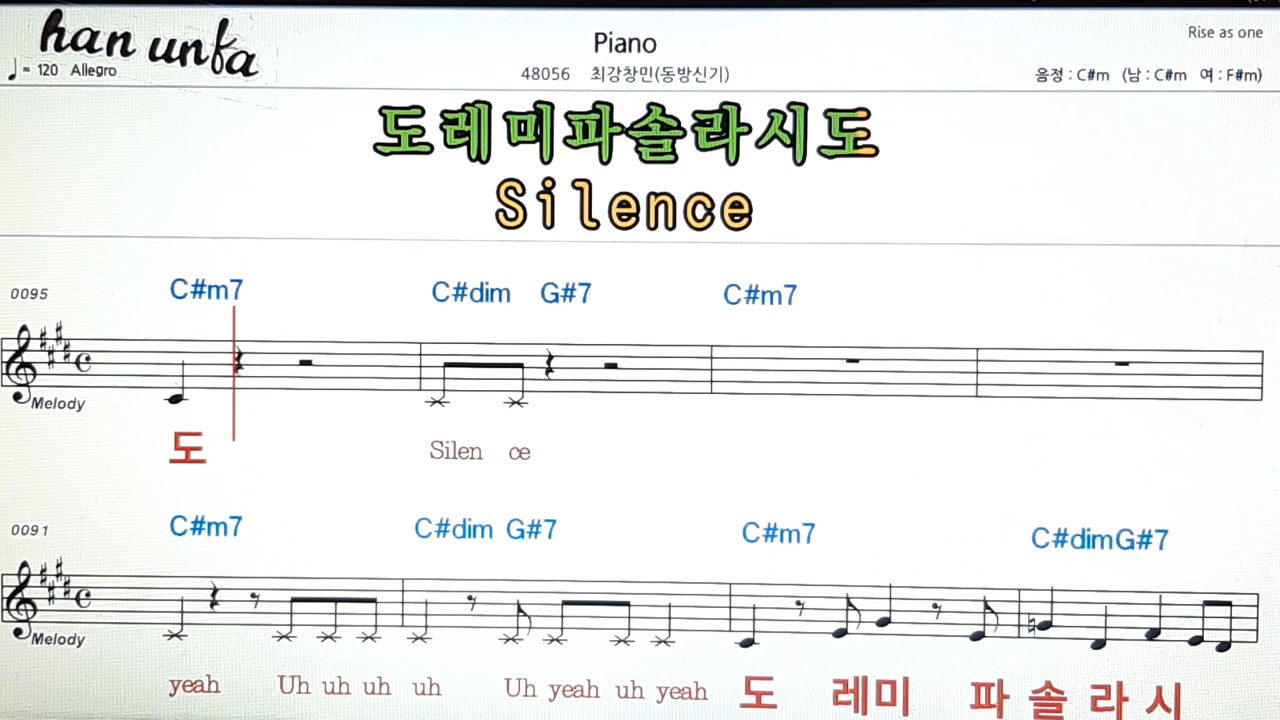 han unfa
Rise as one
Piano
♩= 120 Allegro
48056 최강창민(동방신기)
음정 : C#m (남 : C#m 여 : F#m)
도레미파솔라시도
Silence
0095
C#m7 C#dim G#7 C#m7
Melody
도 Silen ce
0091
C#m7 C#dim G#7 C#m7 C#dimG#7
Melody
yeah Uh uh uh uh Uh yeah uh yeah 도 레미 파 솔 라 시